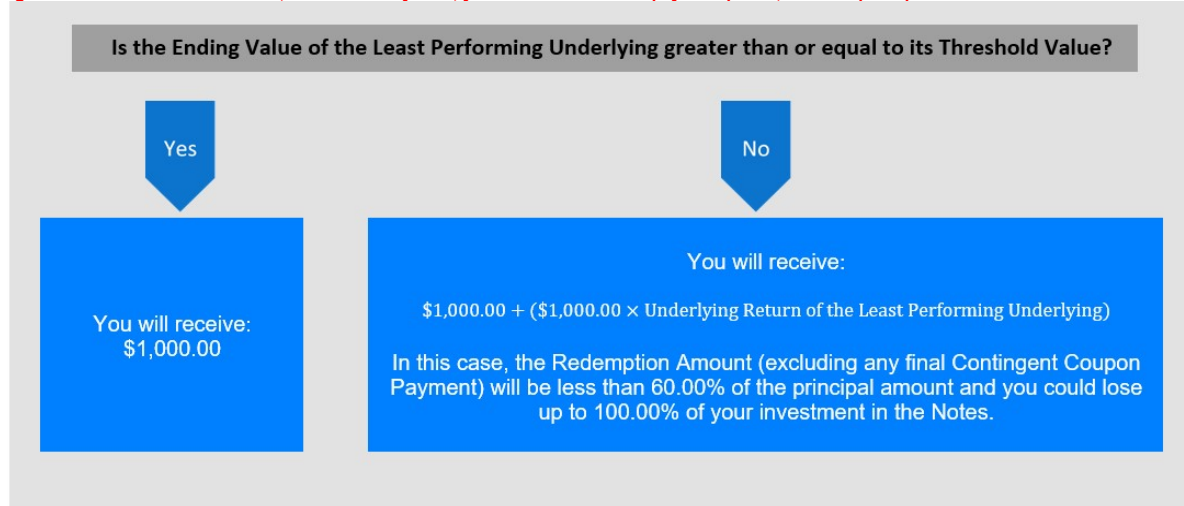 Is the Ending Value of the Least Performing Underlying greater than or equal to its Threshold Value?
Yes
No
You will receive:
$1,000.00
You will receive:
$1,000.00 + ($1,000.00 × Underlying Return of the Least Performing Underlying)
In this case, the Redemption Amount (excluding any final Contingent Coupon
Payment) will be less than 60.00% of the principal amount and you could lose
up to 100.00% of your investment in the Notes.